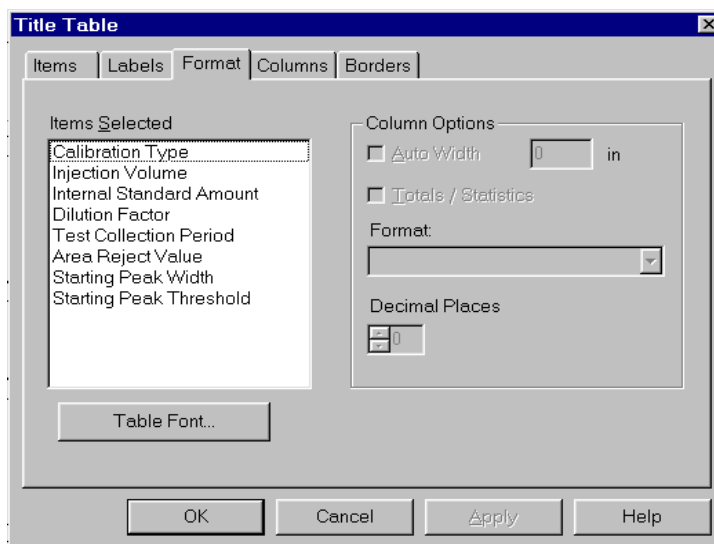 Title Table
Items Labels Format Columns Borders
Items Selected
Calibration Type
Injection Volume
Internal Standard Amount
Dilution Factor
Test Collection Period
Area Reject Value
Starting Peak Width
Starting Peak Threshold
Table Font...
Column Options
Auto Width 0 in
Totals / Statistics
Format:
Decimal Places
0
OK Cancel Apply Help